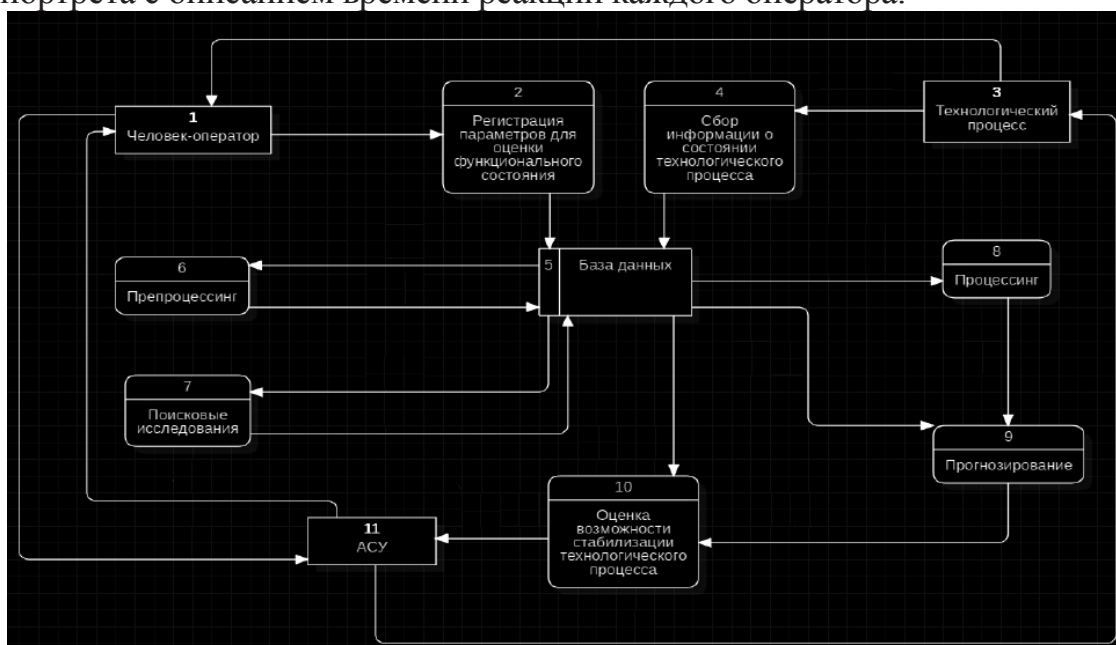 портрета с описанием времени реакции каждого оператора.
1
Человек-оператор
2
Регистрация
параметров для
оценки
функционального
состояния
4
Сбор
информации о
состоянии
технологического
процесса
3
Технологический
процесс
5
База данных
6
Препроцессинг
8
Процессинг
7
Поисковые
исследования
9
Прогнозирование
10
Оценка
возможности
стабилизации
технологического
процесса
11
АСУ